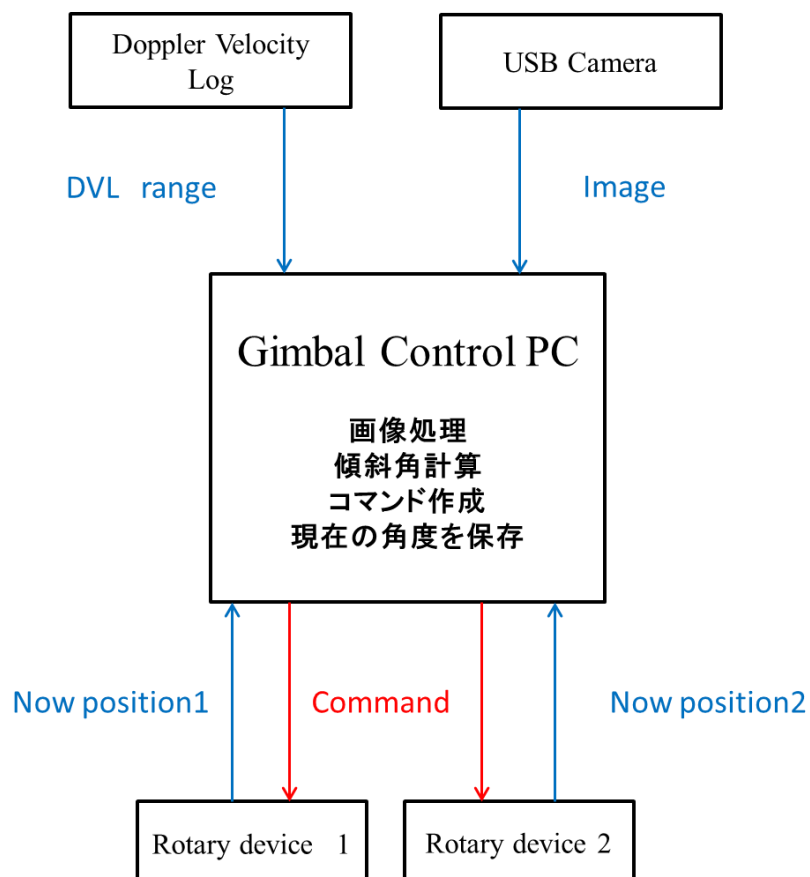 Doppler Velocity
Log
USB Camera
DVL range
Image
Gimbal Control PC
画像処理
傾斜角計算
コマンド作成
現在の角度を保存
Now position1
Command
Now position2
Rotary device 1
Rotary device 2